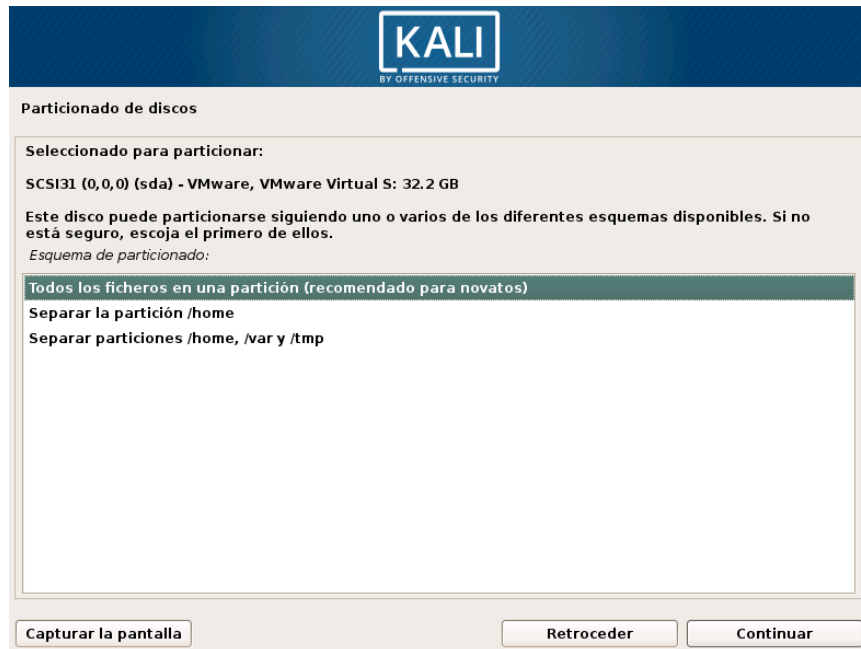 KALI
BY OFFENSIVE SECURITY
Particionado de discos
Seleccionado para particionar:
SCSI31 (0,0,0) (sda) - VMware, VMware Virtual S: 32.2 GB
Este disco puede particionarse siguiendo uno o varios de los diferentes esquemas disponibles. Si no
está seguro, escoja el primero de ellos.
Esquema de particionado:
Todos los ficheros en una partición (recomendado para novatos)
Separar la partición /home
Separar particiones /home, /var y /tmp
Capturar la pantalla
Retroceder
Continuar